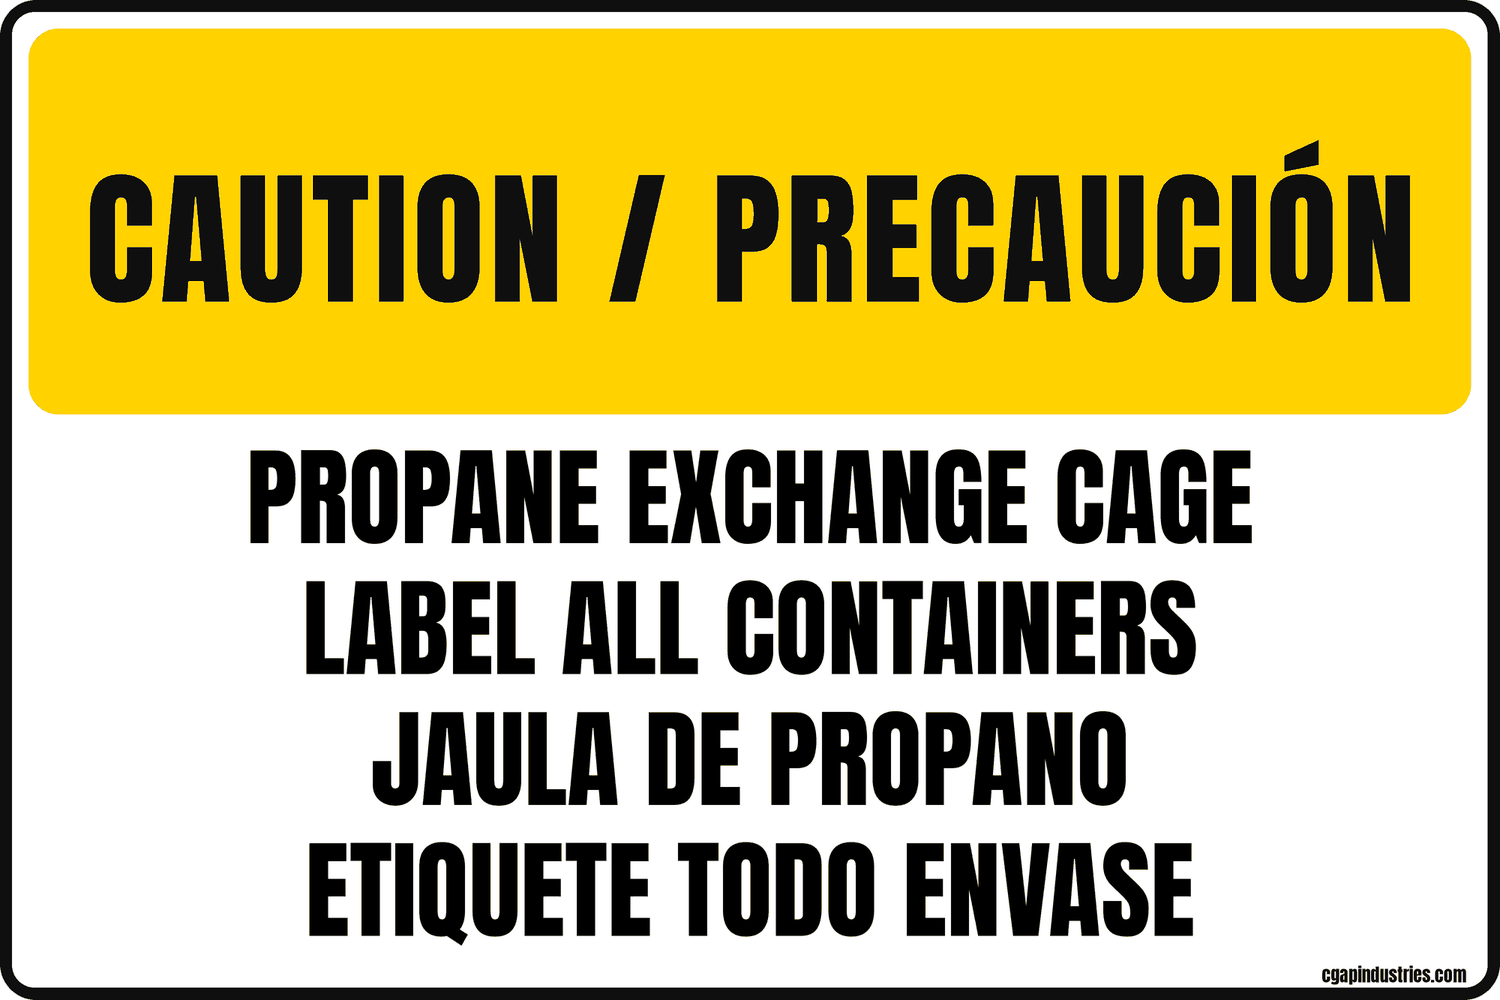 CAUTION / PRECAUCIÓN
PROPANE EXCHANGE CAGE
LABEL ALL CONTAINERS
JAULA DE PROPANO
ETIQUETE TODO ENVASE
cgapindustries.com